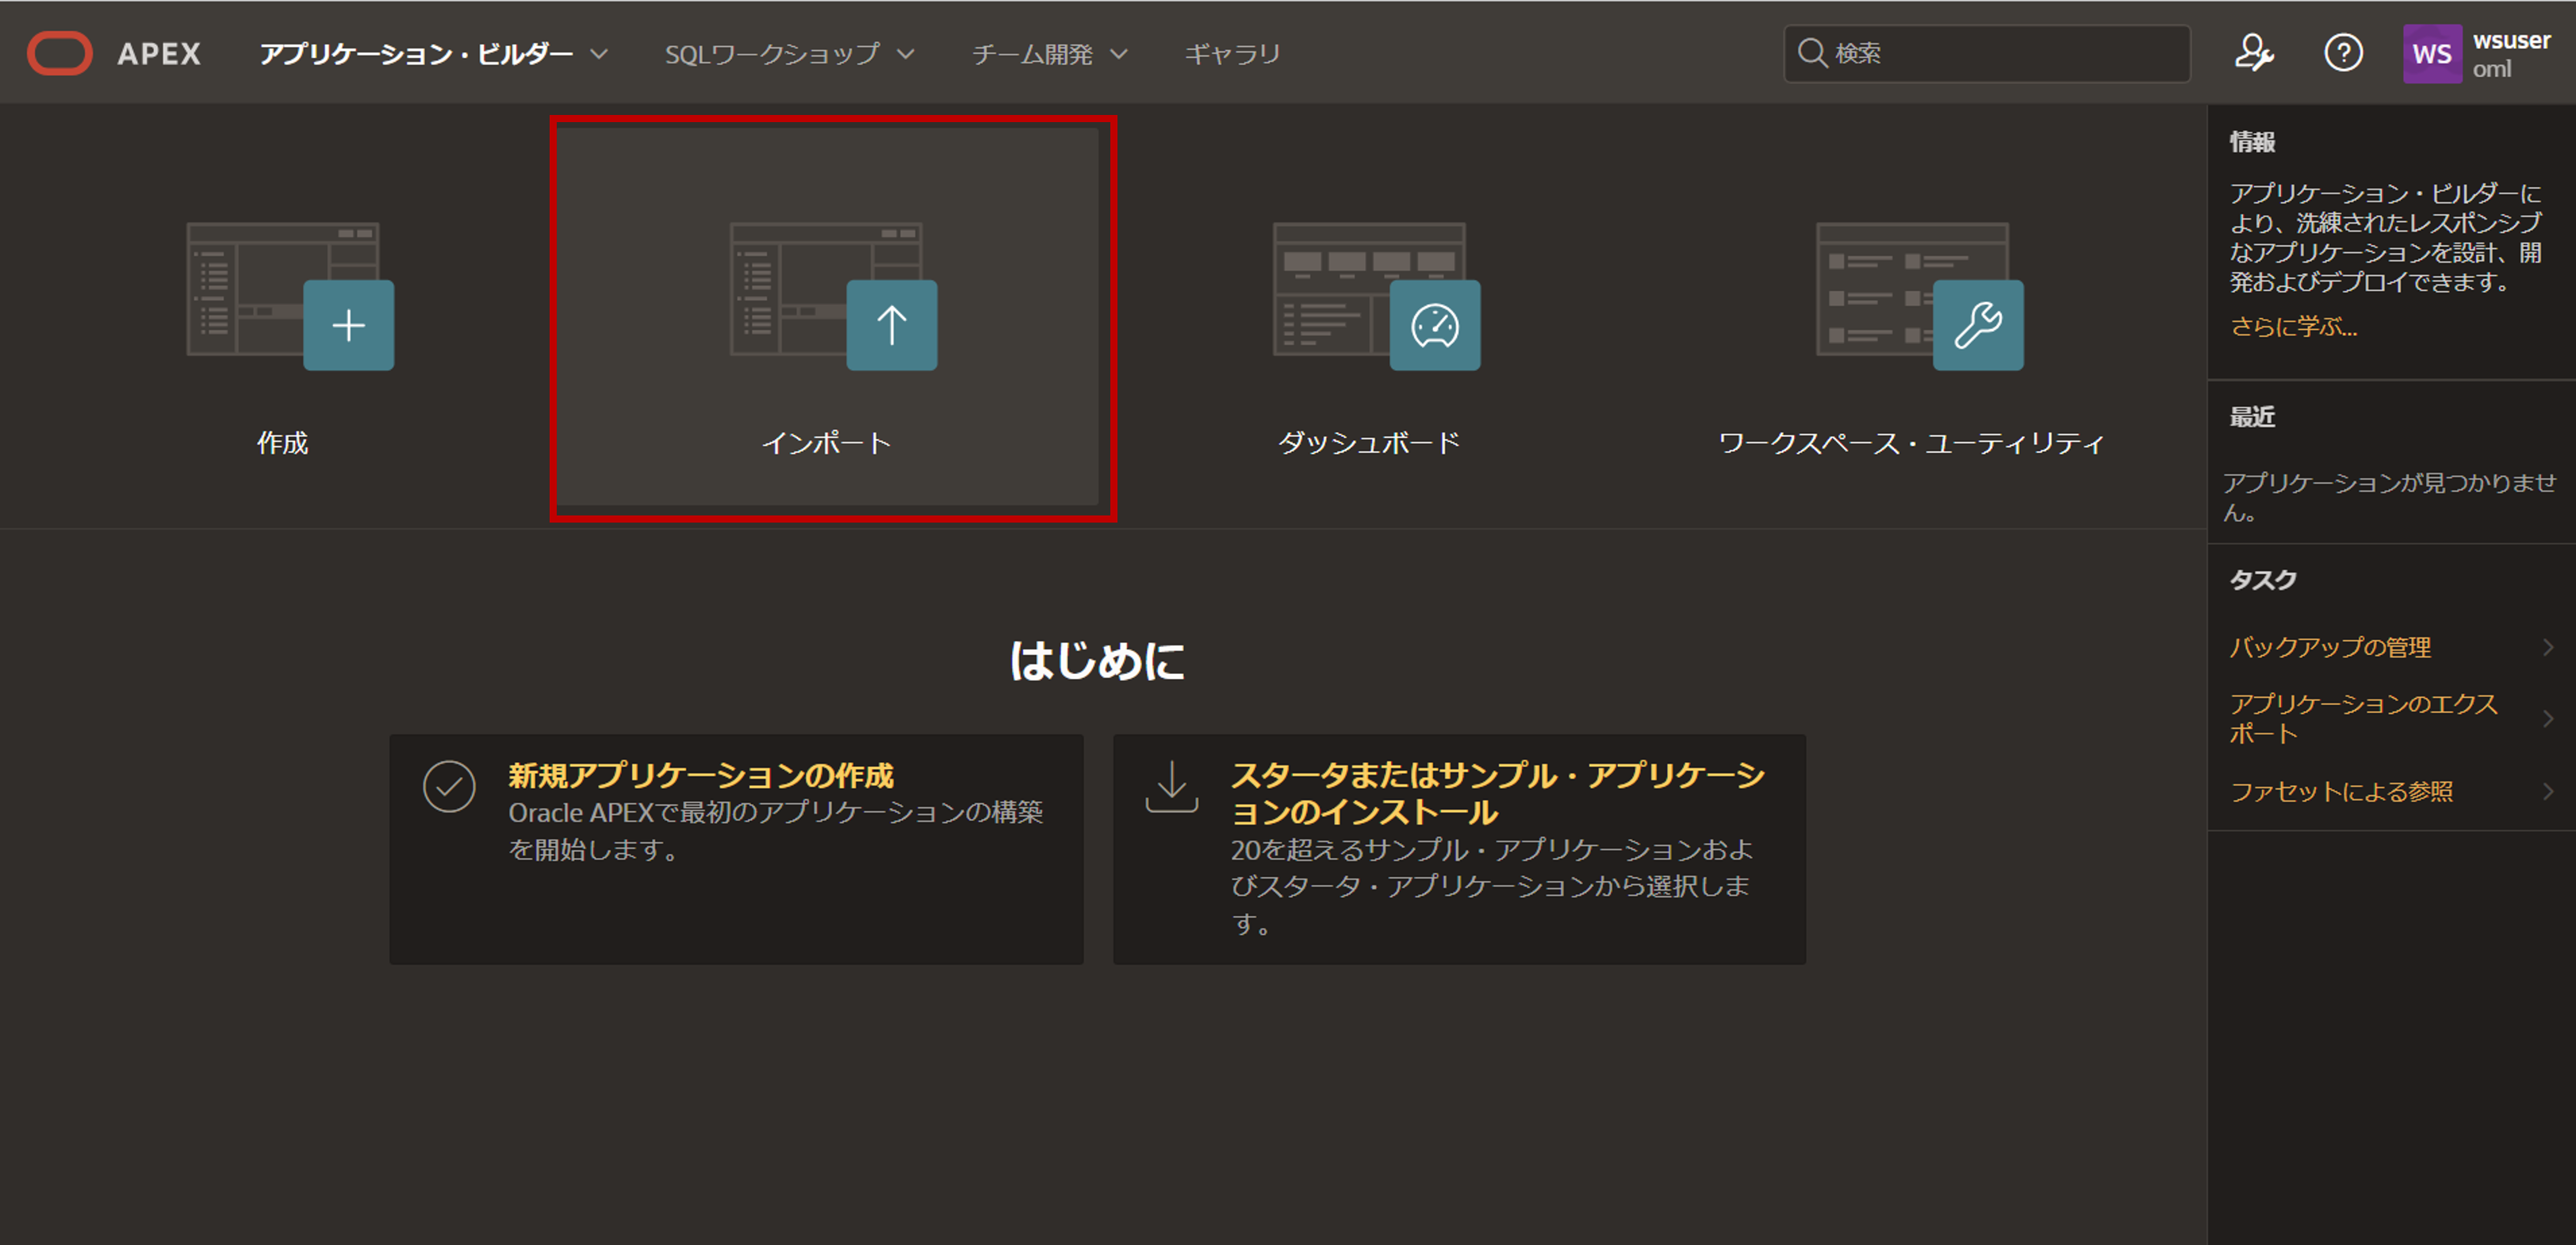 APEX アプリケーション・ビルダー SQLワークショップ チーム開発 ギャラリ 検索 WS wsuser
oml
作成
インポート
ダッシュボード
ワークスペース・ユーティリティ
はじめに
新規アプリケーションの作成
Oracle APEXで最初のアプリケーションの構築
を開始します。
スタータまたはサンプル・アプリケーシ
ョンのインストール
20を超えるサンプル・アプリケーションおよ
びスタータ・アプリケーションから選択しま
す。
情報
アプリケーション・ビルダーに
より、洗練されたレスポンシブ
なアプリケーションを設計、開
発およびデプロイできます。
さらに学ぶ...
最近
アプリケーションが見つかりませ
ん。
タスク
バックアップの管理
アプリケーションのエクス
ポート
ファセットによる参照